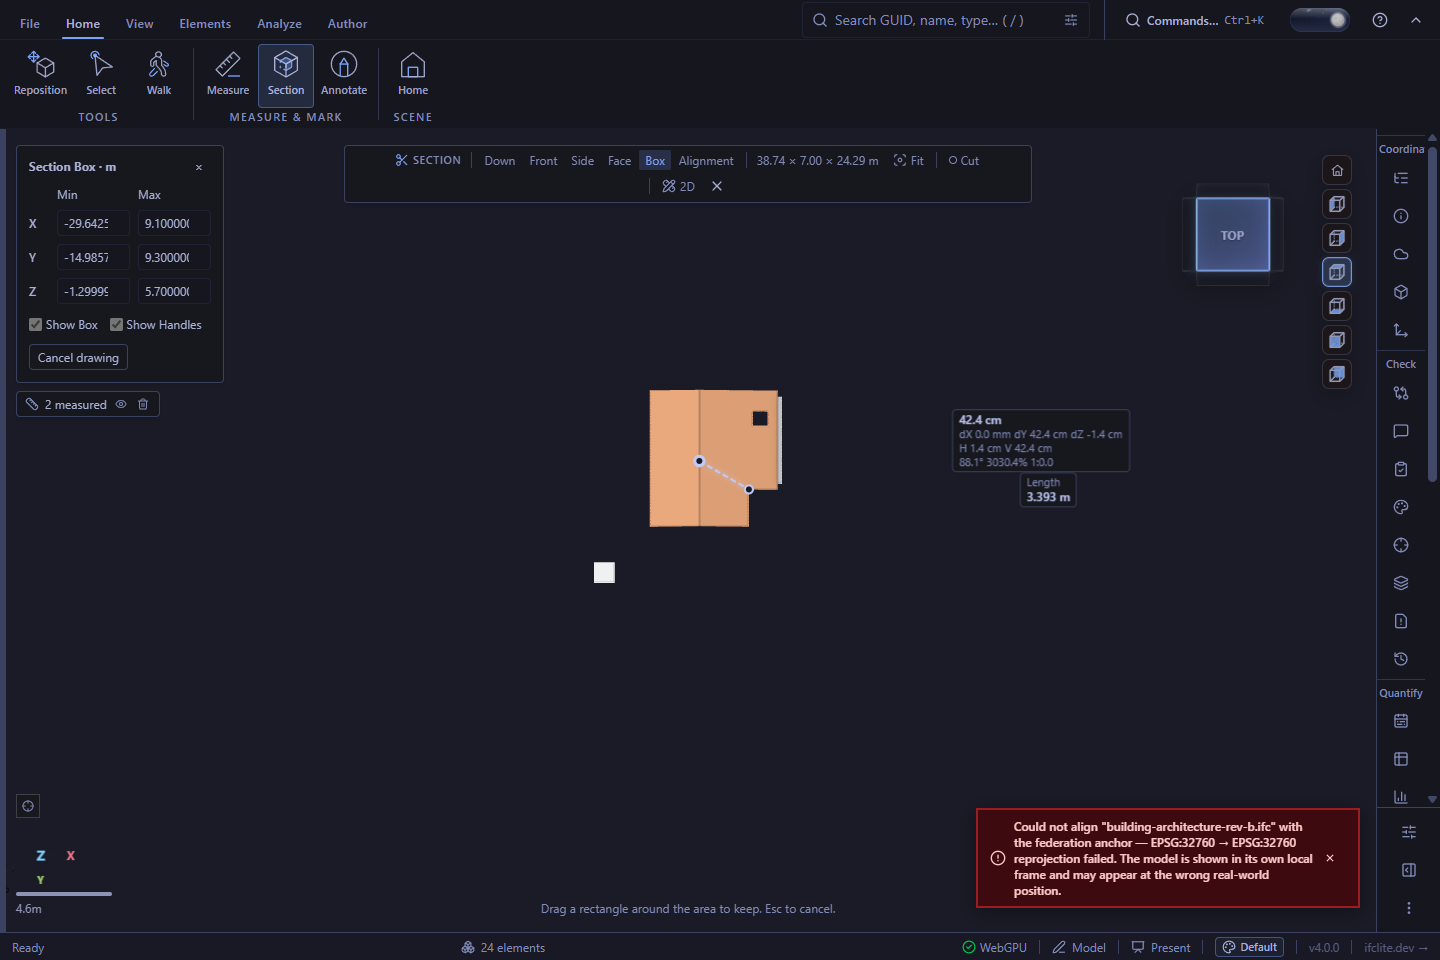 File Home View Elements Analyze Author
Search GUID, name, type... ( / )
Commands... Ctrl+K
Reposition Select Walk Measure Section Annotate Home
TOOLS MEASURE & MARK SCENE
Section Box · m
Min Max
X -29.6425 9.100000
Y -14.9857 9.300000
Z -1.29999 5.700000
Show Box Show Handles
Cancel drawing
2 measured
SECTION Down Front Side Face Box Alignment 38.74 × 7.00 × 24.29 m Fit Cut
2D
TOP
Coordina
Check
Quantify
42.4 cm
dX 0.0 mm dY 42.4 cm dZ -1.4 cm
H 1.4 cm V 42.4 cm
88.1° 3030.4% 1:0.0
Length
3.393 m
Z X
Y
4.6m
Drag a rectangle around the area to keep. Esc to cancel.
Could not align "building-architecture-rev-b.ifc" with
the federation anchor — EPSG:32760 → EPSG:32760
reprojection failed. The model is shown in its own local
frame and may appear at the wrong real-world
position.
Ready 24 elements WebGPU Model Present Default v4.0.0 ifclite.dev →